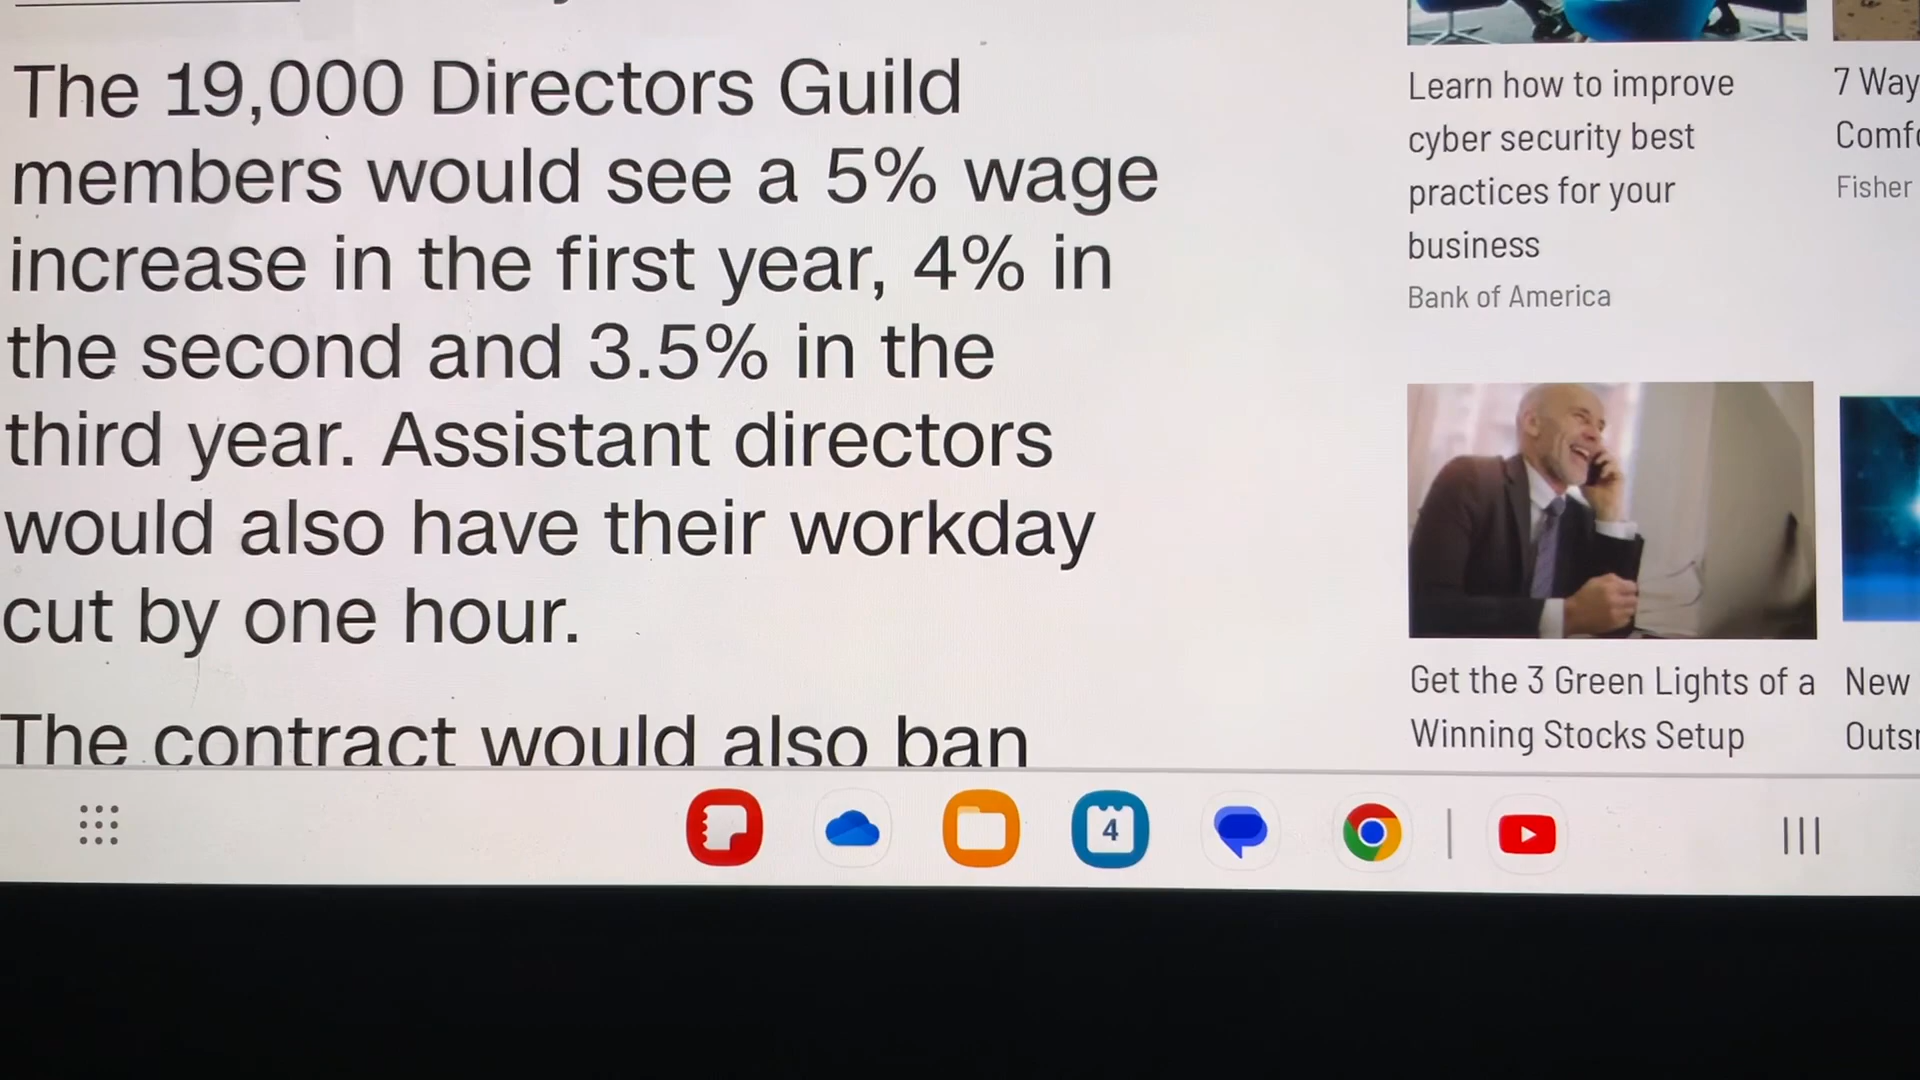 The 19,000 Directors Guild
members would see a 5% wage
increase in the first year, 4% in
the second and 3.5% in the
third year. Assistant directors
would also have their workday
cut by one hour.
The contract would also ban
Learn how to improve
cyber security best
practices for your
business
Bank of America
7 Way
Fisher
Get the 3 Green Lights of a
Winning Stocks Setup
New
4